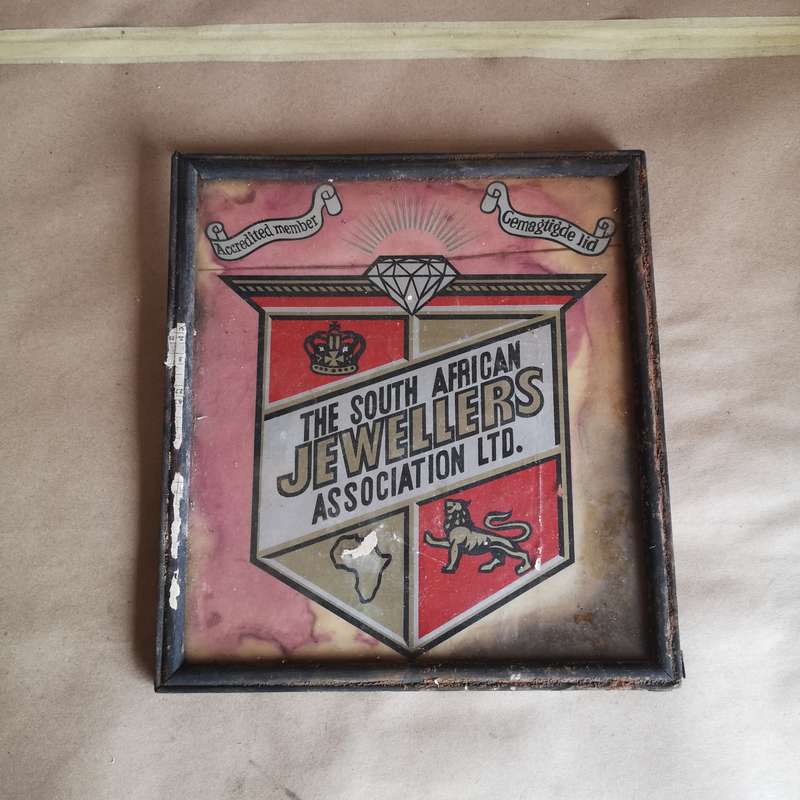 Accredited member
Gemagtigde lid
THE SOUTH AFRICAN
JEWELLERS
ASSOCIATION LTD.